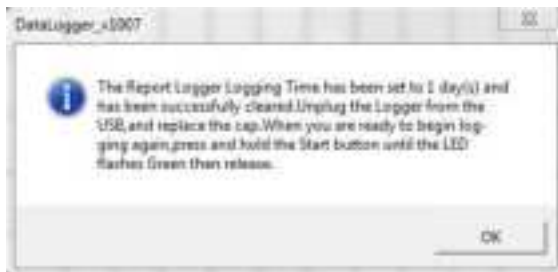 DataLogger_v1007
The Report Logger Logging Time has been set to 1 day(s) and
has been successfully cleared.Unplug the Logger from the
USB,and replace the cap.When you are ready to begin log-
ging again,press and hold the Start button until the LED
flashes Green then release.
OK